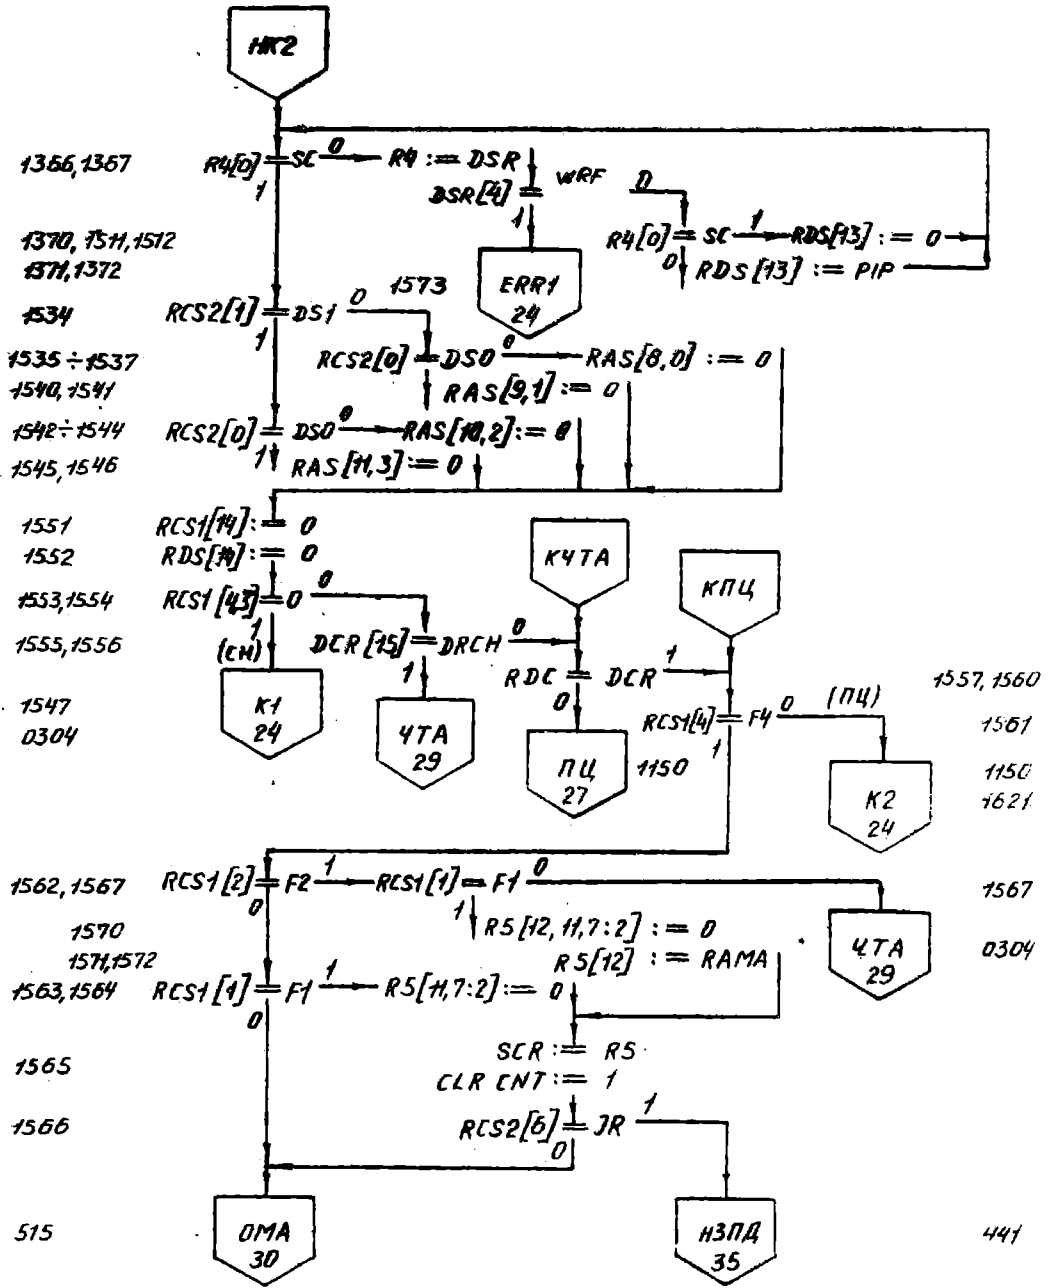 НК2
1366,1367 R4[0]=SC 0 R4:=DSR
DSR[4]= WRF 0
1 1
1370, 1511,1512 R4[0]=SC 1 RDS[13]:=0
1371,1372 ERR1 0 RDS[13]:=PIP
24
1534 RCS2[1]=DS1 0 1573
1
1535÷1537 RCS2[0]=DS0 0 RAS[8,0]:=0
1540,1541 RAS[9,1]:=0
1542÷1544 RCS2[0]=DS0 0 RAS[10,2]:=0
1545,1546 1 RAS[11,3]:=0
1551 RCS1[14]:=0
1552 RDS[14]:=0
КЧТА
КПЦ
1553,1554 RCS1[4,3]=0 0
1555,1556 1 (СН) DCR[15]=DRCH 0
1 RDC=DCR 1
1557,1560
0
1547 К1
0304 24
ЧТА
29
RCS1[4]=F4 0 (ПЦ) 1561
1
ПЦ
27
1150
К2
24
1150
1621
1562,1567 RCS1[2]=F2 1 RCS1[1]=F1 0 1567
0 1
1570 R5[12,11,7:2]:=0
1571,1572 R5[12]:=RAMA
ЧТА
29
0304
1563,1564 RCS1[1]=F1 1 R5[11,7:2]:=0
0
1565 SCR:=R5
CLR CNT:=1
1566 RCS2[6]=JR 1
0
515 ОМА
30
НЗПД
35
441